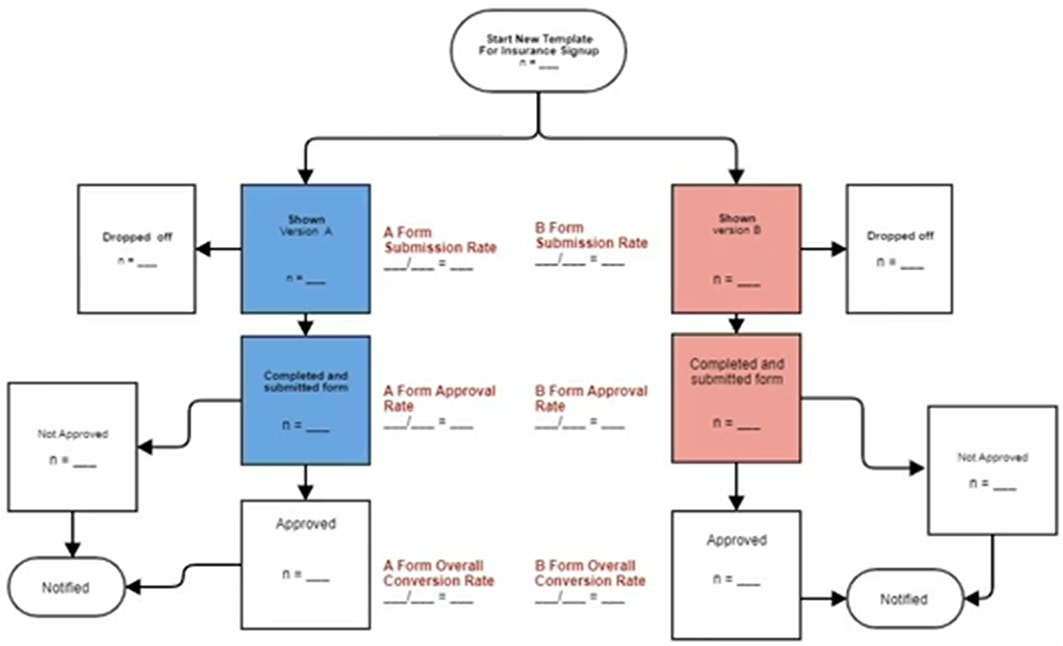 Start New Template
For Insurance Signup
n = ___
Dropped off
n = ___
Shown
Version A
n = ___
A Form
Submission Rate
___/___ = ___
B Form
Submission Rate
___/___ = ___
Shown
version B
n = ___
Dropped off
n = ___
Not Approved
n = ___
Completed and
submitted form
n = ___
A Form Approval
Rate
___/___ = ___
B Form Approval
Rate
___/___ = ___
Completed and
submitted form
n = ___
Not Approved
n = ___
Notified
Approved
n = ___
A Form Overall
Conversion Rate
___/___ = ___
B Form Overall
Conversion Rate
___/___ = ___
Approved
n = ___
Notified